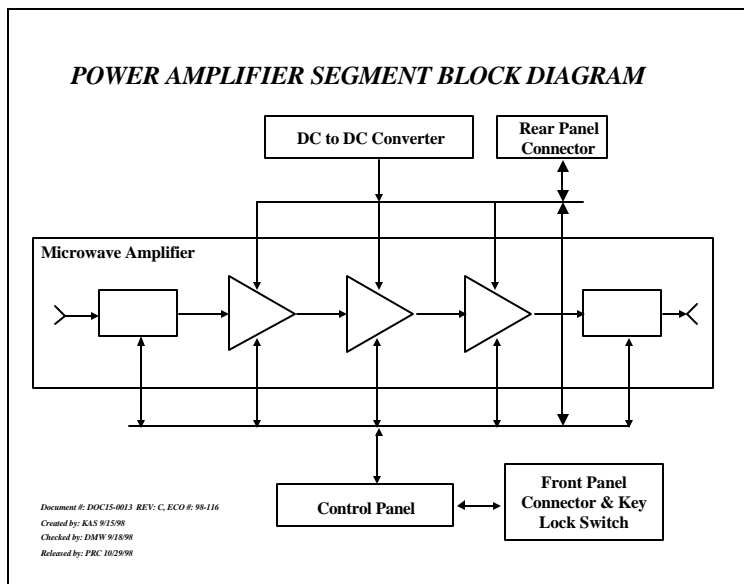 POWER AMPLIFIER SEGMENT BLOCK DIAGRAM
DC to DC Converter
Rear Panel
Connector
Microwave Amplifier
Control Panel
Front Panel
Connector & Key
Lock Switch
Document #: DOC15-0013 REV: C, ECO #: 98-116
Created by: KAS 9/15/98
Checked by: DMW 9/18/98
Released by: PRC 10/29/98